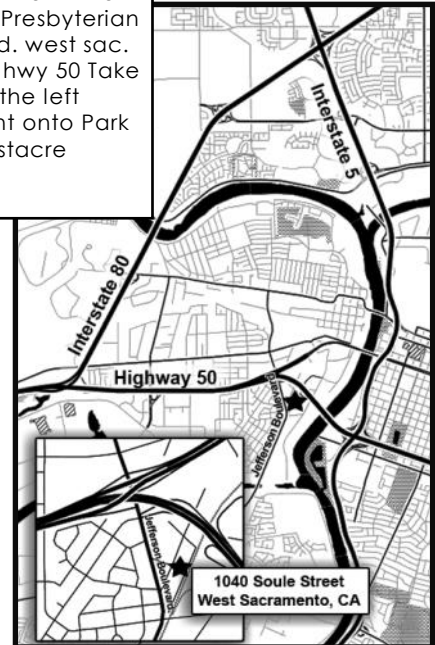 Presbyterian
d. west sac.
hwy 50 Take
the left
nt onto Park
stacre
Interstate 5
Interstate 80
Highway 50
Jefferson Boulevard
Jefferson Boulevard
1040 Soule Street
West Sacramento, CA